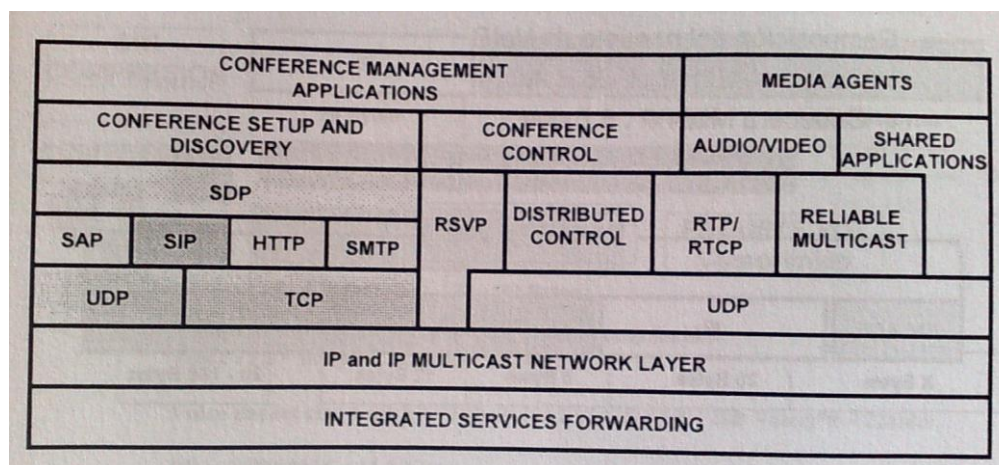 CONFERENCE MANAGEMENT
APPLICATIONS
MEDIA AGENTS
CONFERENCE SETUP AND
DISCOVERY
CONFERENCE
CONTROL
AUDIO/VIDEO
SHARED
APPLICATIONS
SDP
RSVP
DISTRIBUTED
CONTROL
RTP/
RTCP
RELIABLE
MULTICAST
SAP
SIP
HTTP
SMTP
UDP
TCP
UDP
IP and IP MULTICAST NETWORK LAYER
INTEGRATED SERVICES FORWARDING